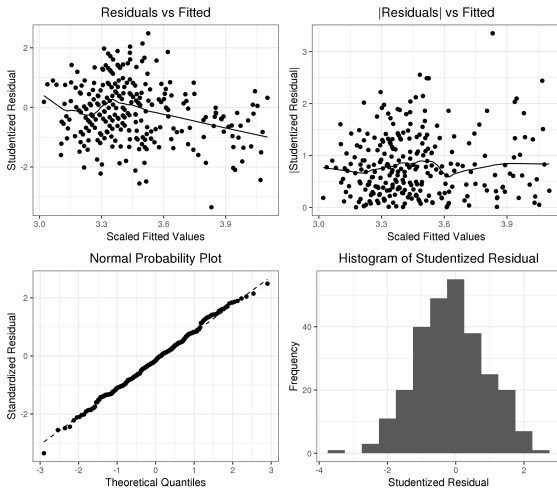 Residuals vs Fitted
Studentized Residual
2
0
-2
3.0 3.3 3.6 3.9
Scaled Fitted Values
|Residuals| vs Fitted
|Studentized Residual|
3
2
1
0
3.0 3.3 3.6 3.9
Scaled Fitted Values
Normal Probability Plot
Standardized Residual
2
0
-2
-3 -2 -1 0 1 2 3
Theoretical Quantiles
Histogram of Studentized Residual
Frequency
40
20
0
-4 -2 0 2
Studentized Residual